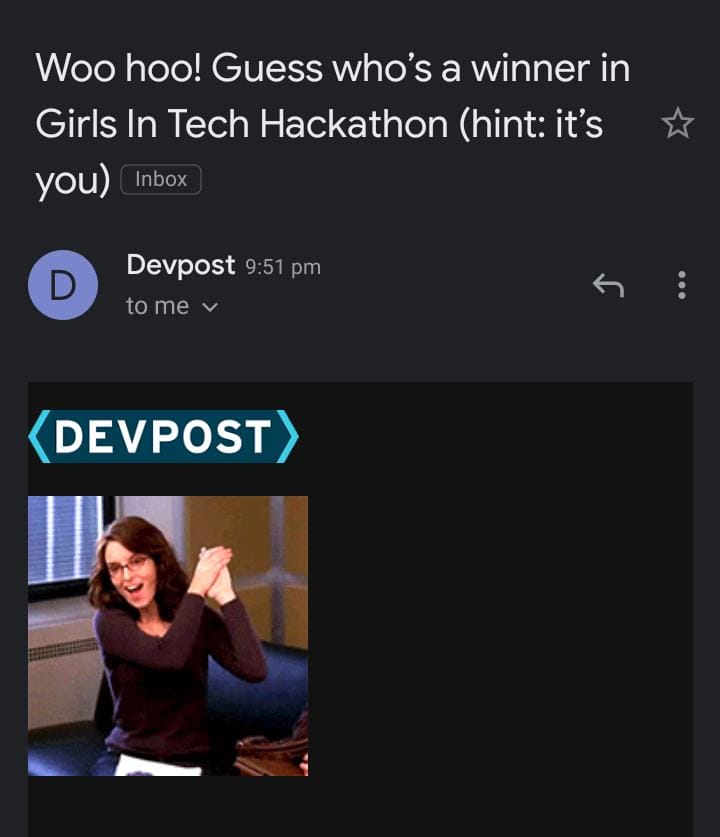 Woo hoo! Guess who’s a winner in
Girls In Tech Hackathon (hint: it’s
you) Inbox
D
Devpost 9:51 pm
to me
DEVPOST